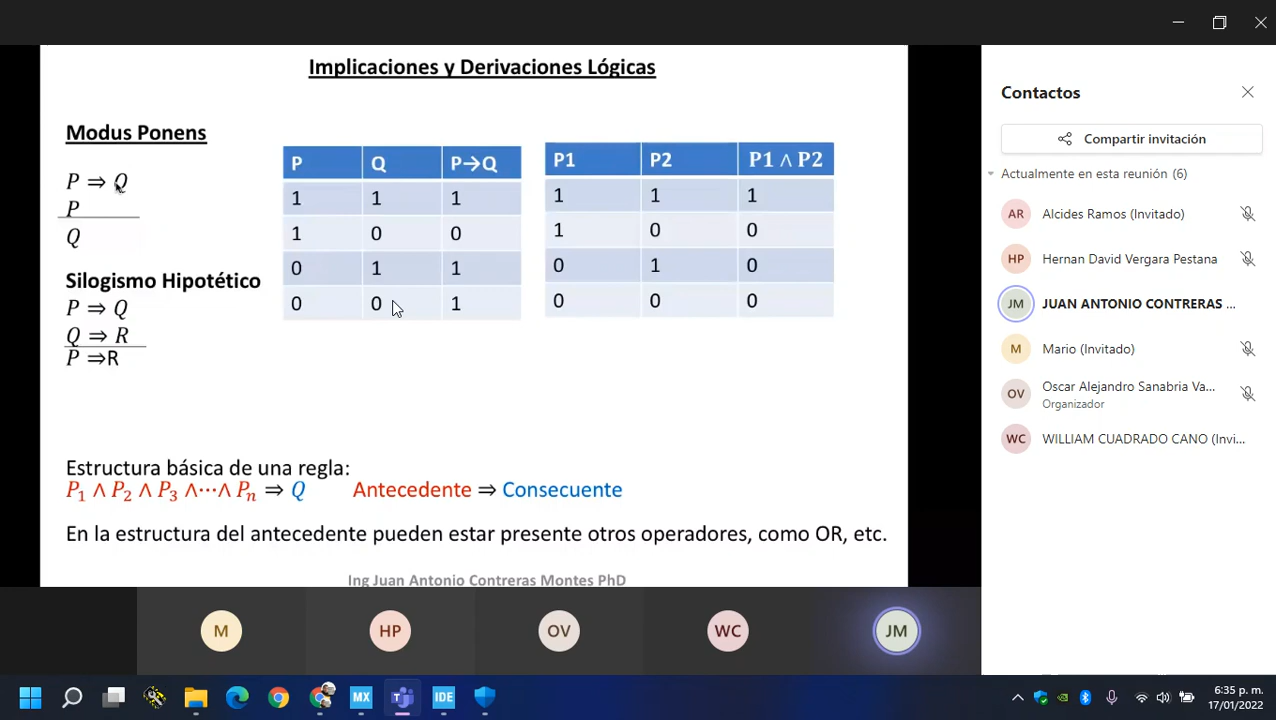 Implicaciones y Derivaciones Lógicas
Modus Ponens
P ⇒ Q
P
Q
Silogismo Hipotético
P ⇒ Q
Q ⇒ R
P ⇒R
P Q P→Q
1 1 1
1 0 0
0 1 1
0 0 1
P1 P2 P1 ∧ P2
1 1 1
1 0 0
0 1 0
0 0 0
Estructura básica de una regla:
P₁ ∧ P₂ ∧ P₃ ∧⋯∧ Pₙ ⇒ Q Antecedente ⇒ Consecuente
En la estructura del antecedente pueden estar presente otros operadores, como OR, etc.
Ing Juan Antonio Contreras Montes PhD
Contactos
Compartir invitación
Actualmente en esta reunión (6)
AR Alcides Ramos (Invitado)
HP Hernan David Vergara Pestana
JM JUAN ANTONIO CONTRERAS ...
M Mario (Invitado)
OV Oscar Alejandro Sanabria Va...
Organizador
WC WILLIAM CUADRADO CANO (Invi...
M HP OV WC JM
MX IDE
6:35 p. m.
17/01/2022